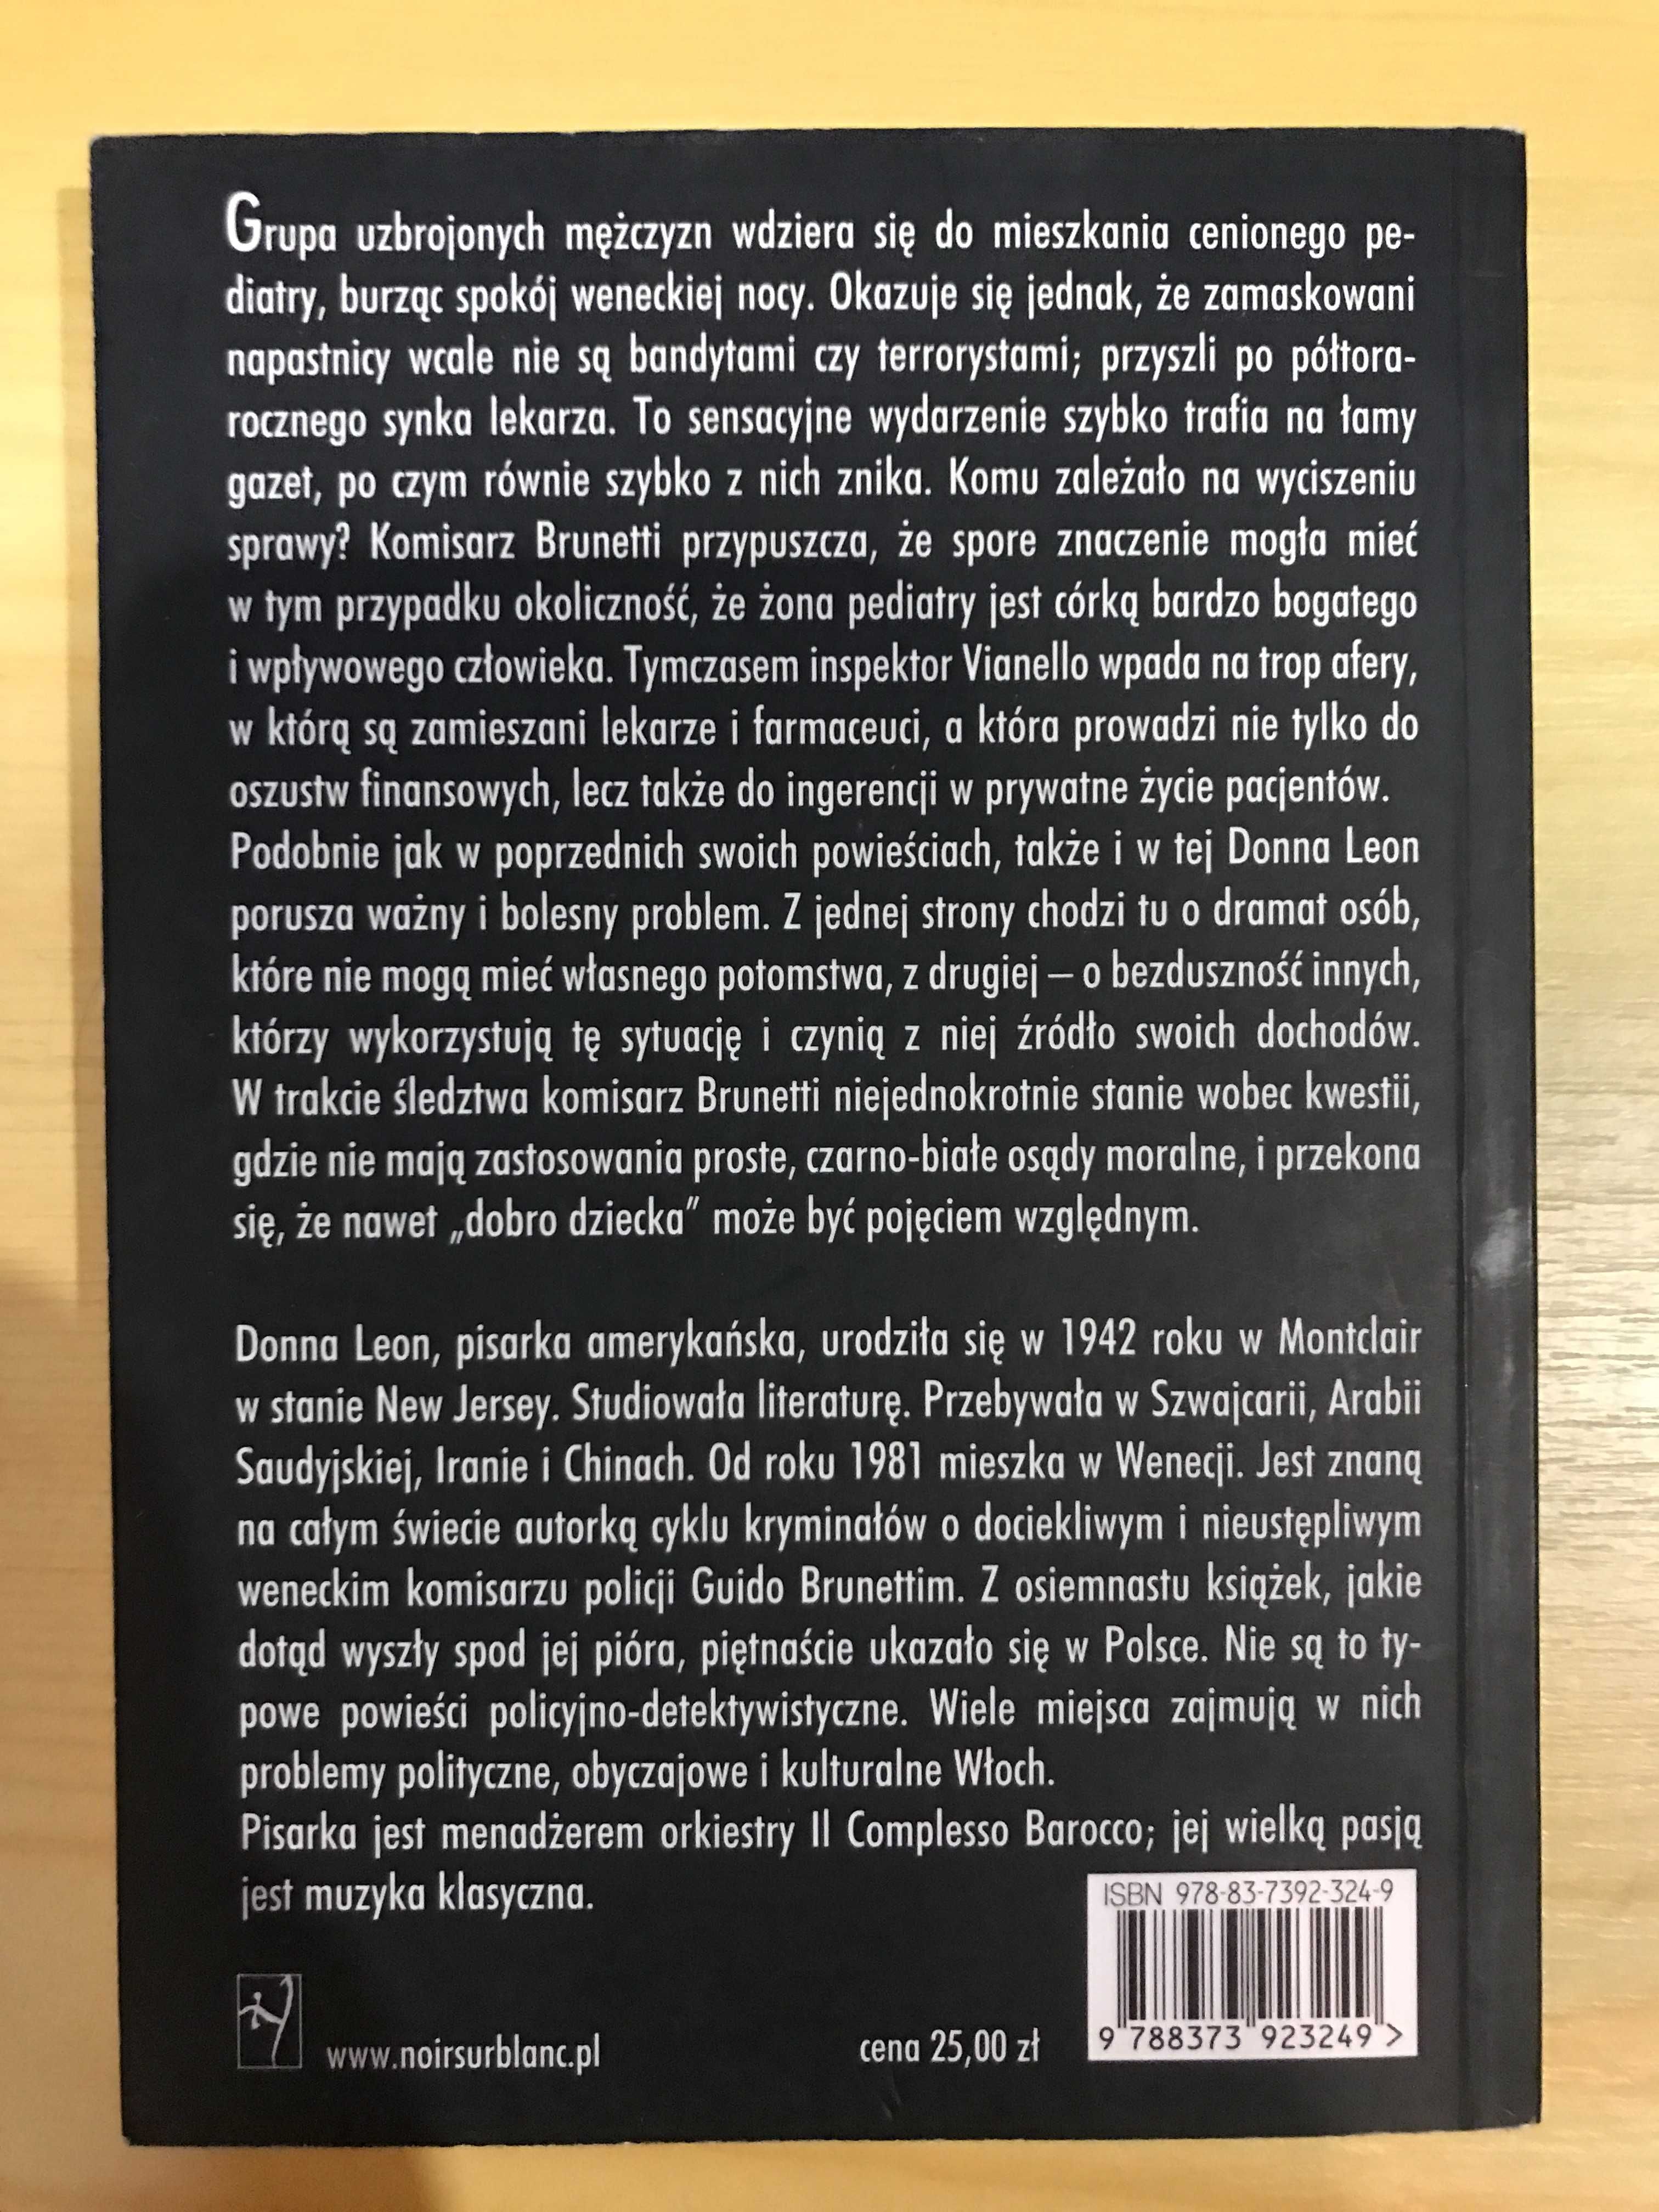 Grupa uzbrojonych mężczyzn wdziera się do mieszkania cenionego pe-
diatry, burząc spokój weneckiej nocy. Okazuje się jednak, że zamaskowani
napastnicy wcale nie są bandytami czy terrorystami; przyszli po półtora-
rocznego synka lekarza. To sensacyjne wydarzenie szybko trafia na łamy
gazet, po czym równie szybko z nich znika. Komu zależało na wyciszeniu
sprawy? Komisarz Brunetti przypuszcza, że spore znaczenie mogła mieć
w tym przypadku okoliczność, że żona pediatry jest córką bardzo bogatego
i wpływowego człowieka. Tymczasem inspektor Vianello wpada na trop afery,
w którą są zamieszani lekarze i farmaceuci, a która prowadzi nie tylko do
oszustw finansowych, lecz także do ingerencji w prywatne życie pacjentów.
Podobnie jak w poprzednich swoich powieściach, także i w tej Donna Leon
porusza ważny i bolesny problem. Z jednej strony chodzi tu o dramat osób,
które nie mogą mieć własnego potomstwa, z drugiej – o bezduszność innych,
którzy wykorzystują tę sytuację i czynią z niej źródło swoich dochodów.
W trakcie śledztwa komisarz Brunetti niejednokrotnie stanie wobec kwestii,
gdzie nie mają zastosowania proste, czarno-białe osądy moralne, i przekona
się, że nawet „dobro dziecka” może być pojęciem względnym.
Donna Leon, pisarka amerykańska, urodziła się w 1942 roku w Montclair
w stanie New Jersey. Studiowała literaturę. Przebywała w Szwajcarii, Arabii
Saudyjskiej, Iranie i Chinach. Od roku 1981 mieszka w Wenecji. Jest znaną
na całym świecie autorką cyklu kryminałów o dociekliwym i nieustępliwym
weneckim komisarzu policji Guido Brunettim. Z osiemnastu książek, jakie
dotąd wyszły spod jej pióra, piętnaście ukazało się w Polsce. Nie są to ty-
powe powieści policyjno-detektywistyczne. Wiele miejsca zajmują w nich
problemy polityczne, obyczajowe i kulturalne Włoch.
Pisarka jest menadżerem orkiestry Il Complesso Barocco; jej wielką pasją
jest muzyka klasyczna.
ISBN 978-83-7392-324-9
9 788373 923249 >
www.noirsurblanc.pl
cena 25,00 zł